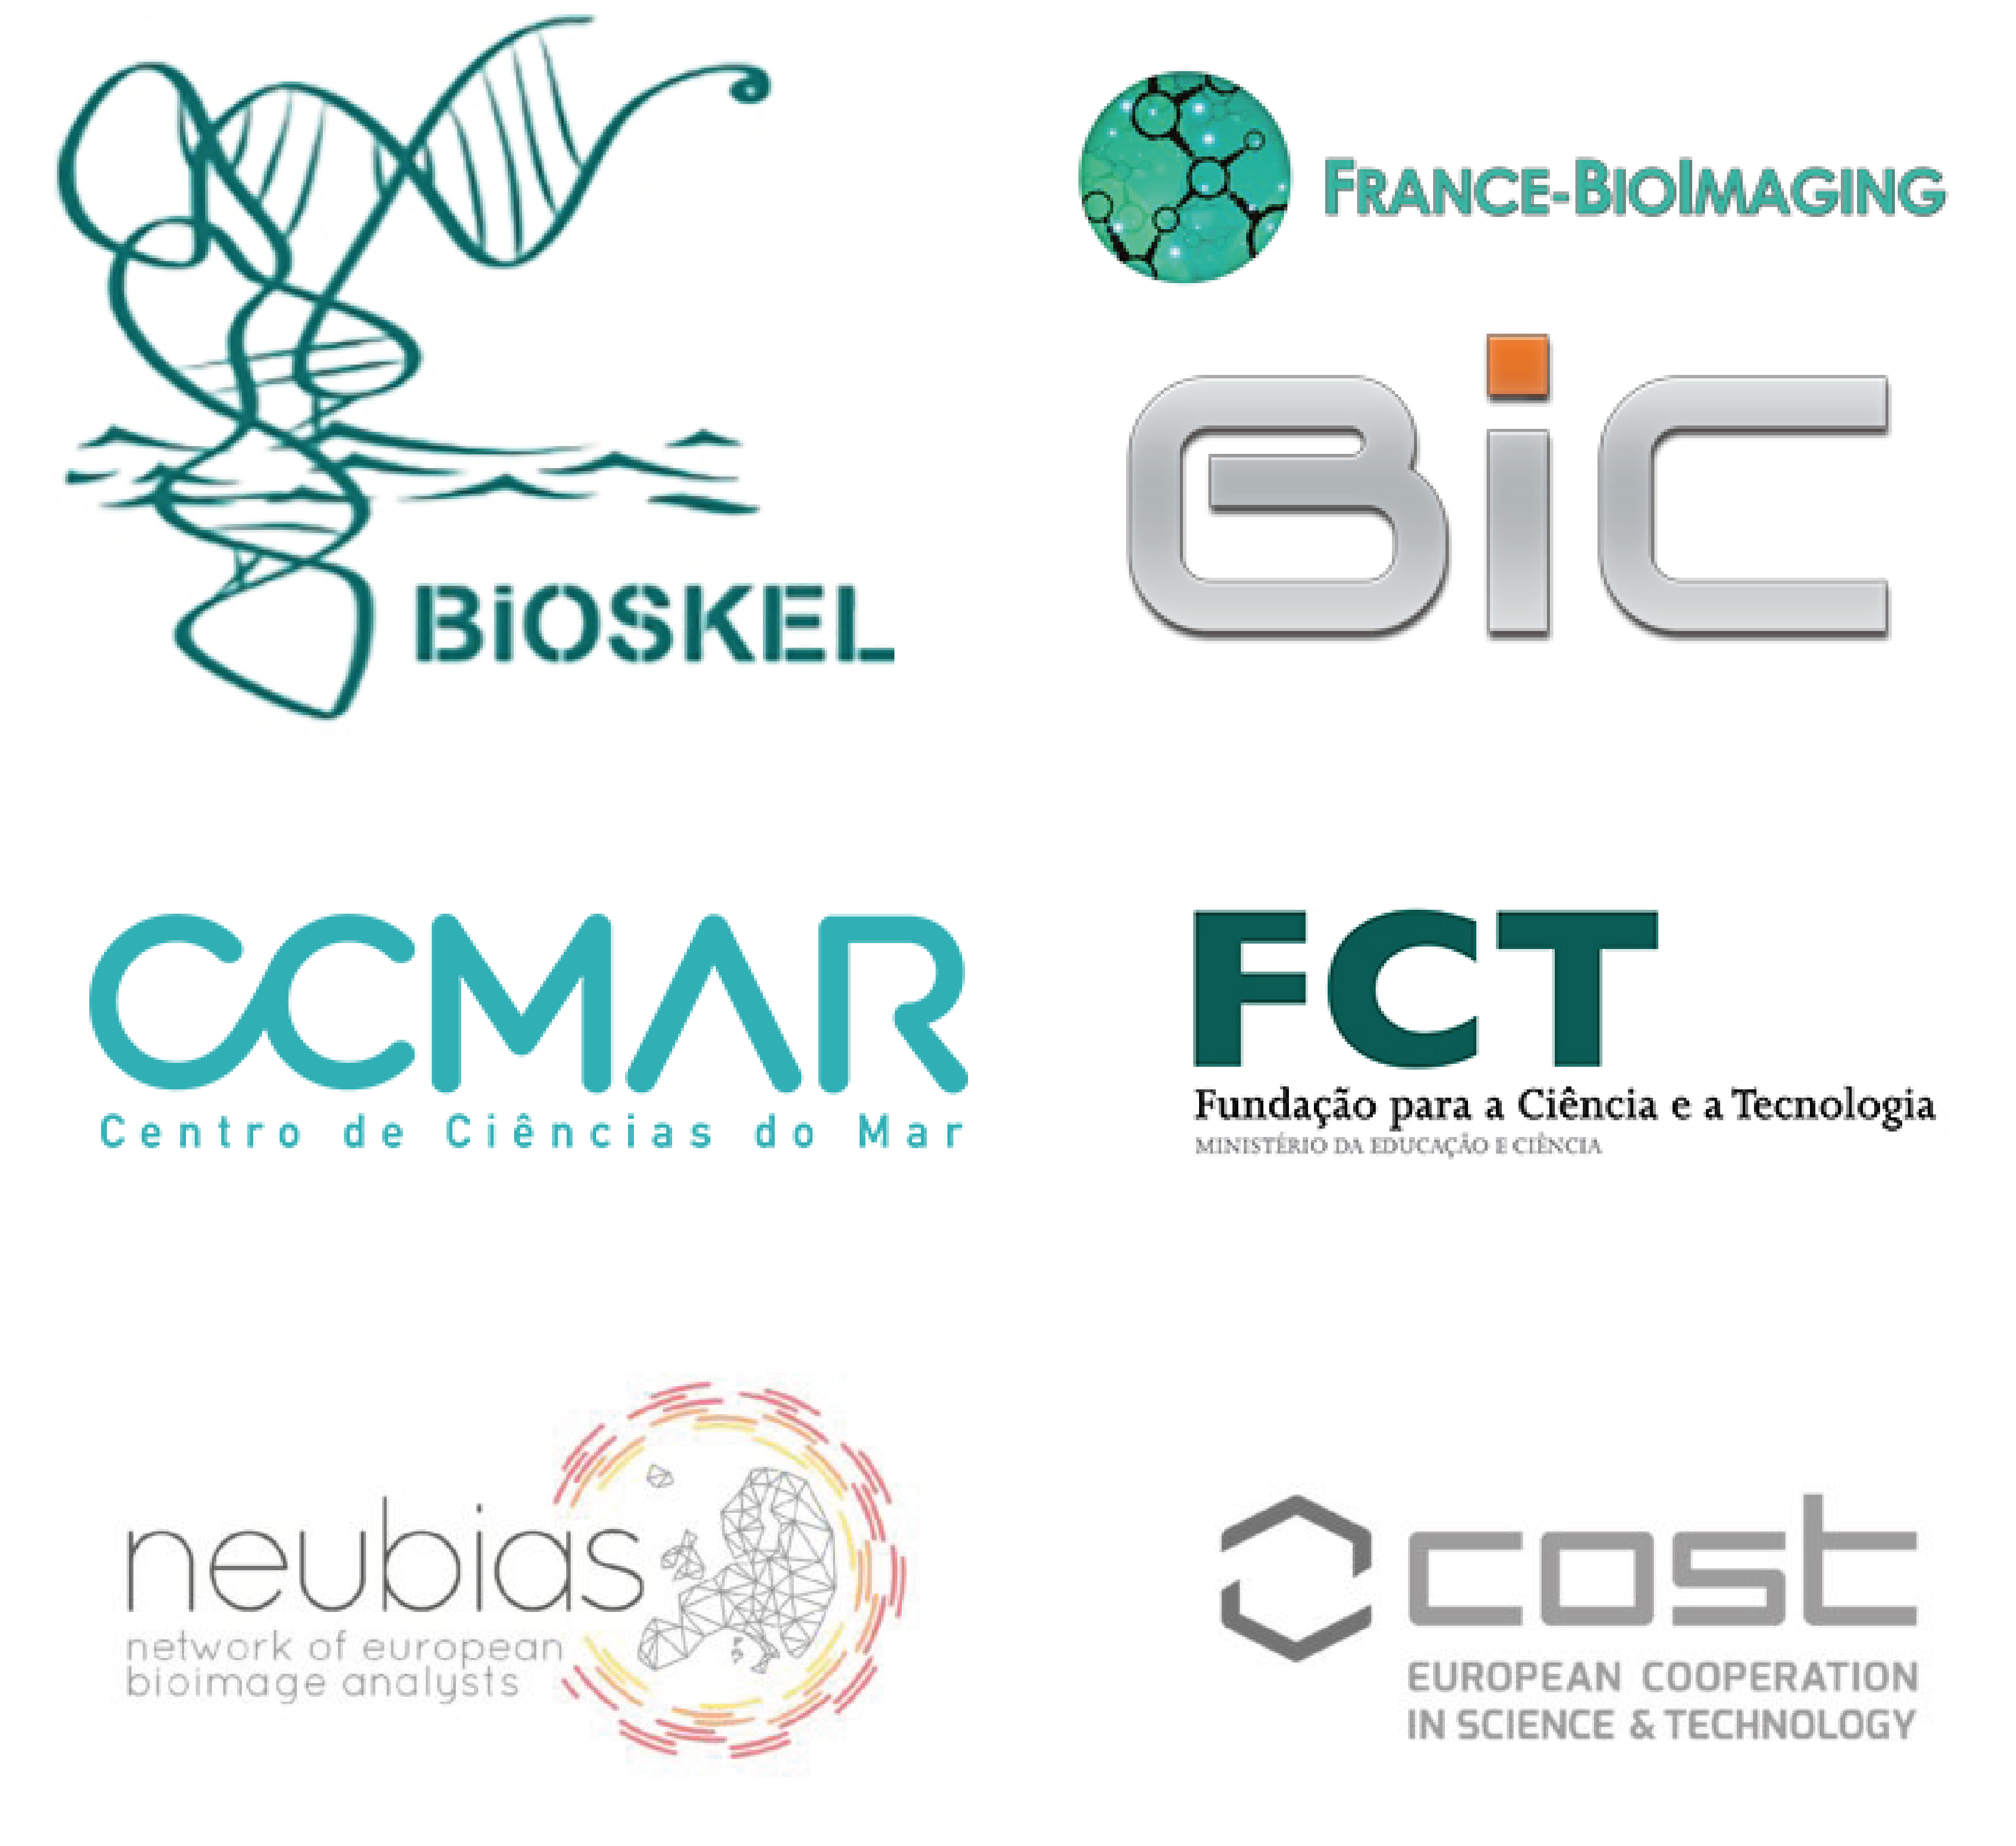 BiOSKEL
FRANCE-BIOIMAGING
BiC
CCMAR
Centro de Ciências do Mar
FCT
Fundação para a Ciência e a Tecnologia
MINISTÉRIO DA EDUCAÇÃO E CIÊNCIA
neubias
network of european
bioimage analysts
cost
EUROPEAN COOPERATION
IN SCIENCE & TECHNOLOGY